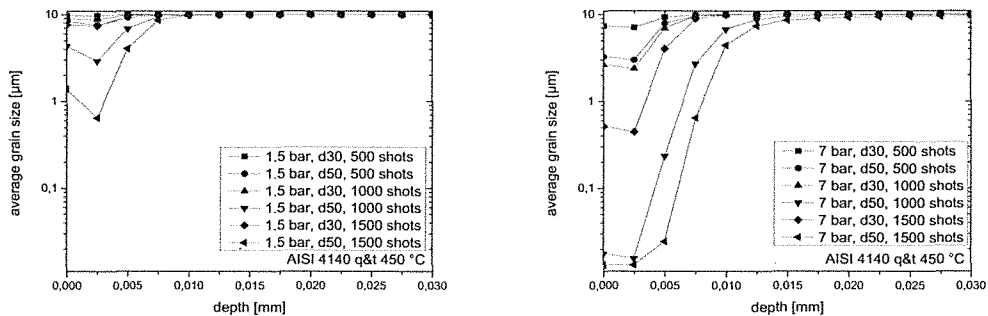 10
1
0,1
average grain size [µm]
1.5 bar, d30, 500 shots
1.5 bar, d50, 500 shots
1.5 bar, d30, 1000 shots
1.5 bar, d50, 1000 shots
1.5 bar, d30, 1500 shots
1.5 bar, d50, 1500 shots
AISI 4140 q&t 450 °C
0,000 0,005 0,010 0,015 0,020 0,025 0,030
depth [mm]
10
1
0,1
average grain size [µm]
7 bar, d30, 500 shots
7 bar, d50, 500 shots
7 bar, d30, 1000 shots
7 bar, d50, 1000 shots
7 bar, d30, 1500 shots
7 bar, d50, 1500 shots
AISI 4140 q&t 450 °C
0,000 0,005 0,010 0,015 0,020 0,025 0,030
depth [mm]